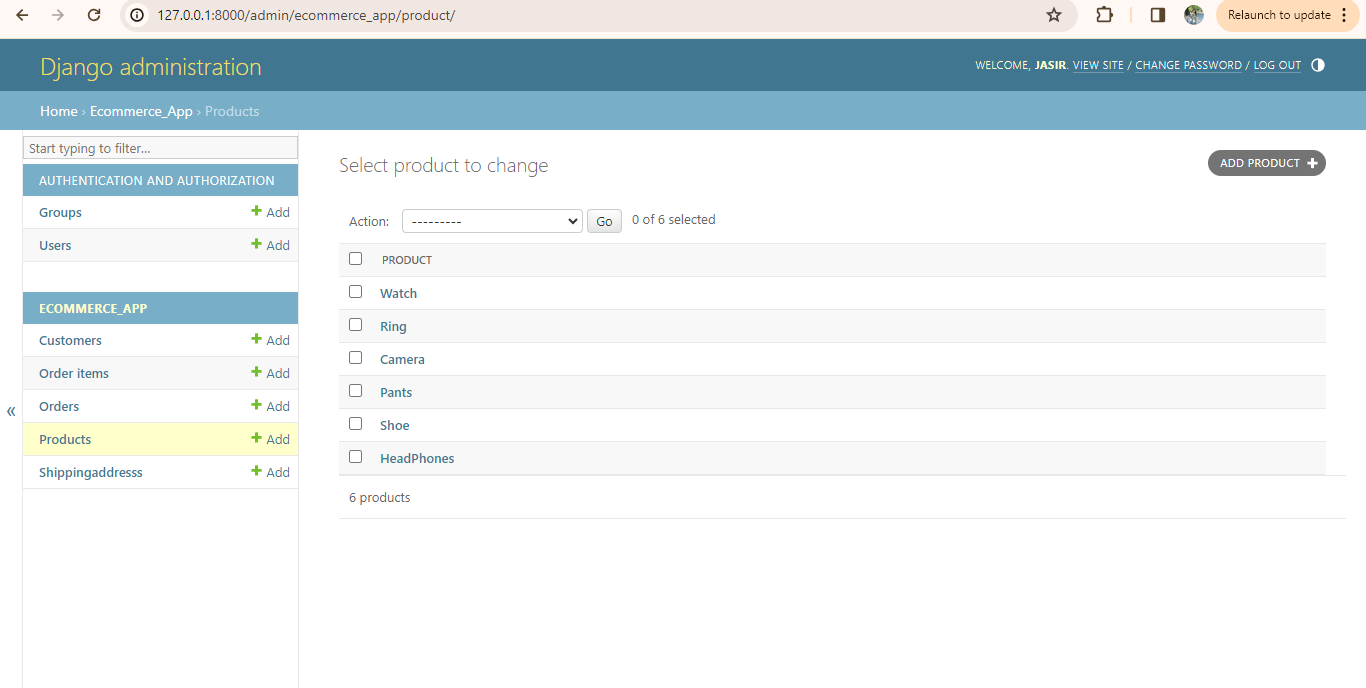 127.0.0.1:8000/admin/ecommerce_app/product/
Relaunch to update
Django administration
WELCOME, JASIR. VIEW SITE / CHANGE PASSWORD / LOG OUT
Home › Ecommerce_App › Products
Start typing to filter...
AUTHENTICATION AND AUTHORIZATION
Groups + Add
Users + Add
ECOMMERCE_APP
Customers + Add
Order items + Add
Orders + Add
Products + Add
Shippingaddresss + Add
«
Select product to change
ADD PRODUCT +
Action: --------- Go 0 of 6 selected
PRODUCT
Watch
Ring
Camera
Pants
Shoe
HeadPhones
6 products